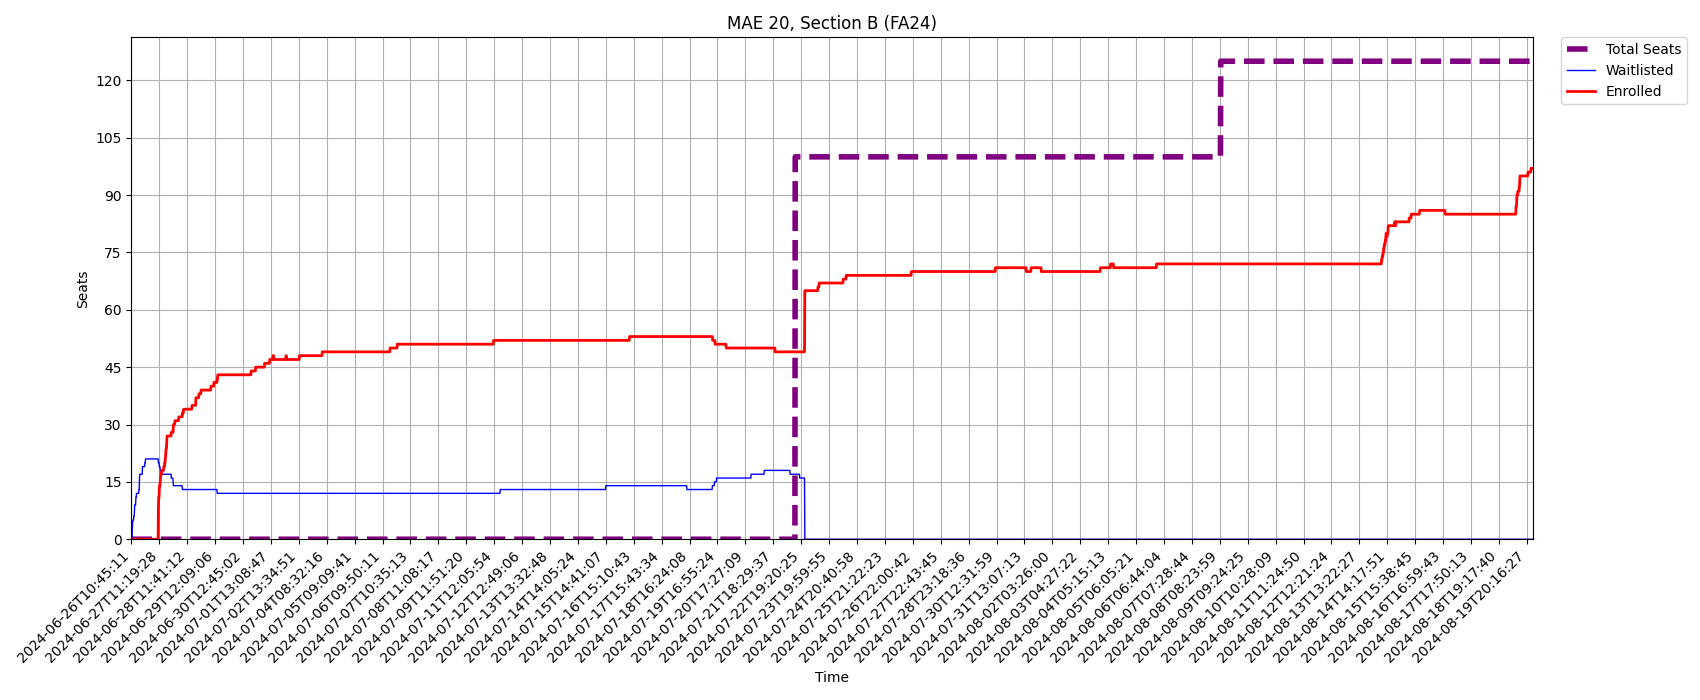 MAE 20, Section B (FA24)
Total Seats
Waitlisted
Enrolled
Seats
120
105
90
75
60
45
30
15
0
2024-06-26T10:45:11
2024-06-27T11:19:28
2024-06-28T11:41:12
2024-06-29T12:09:06
2024-06-30T12:45:02
2024-07-01T13:08:47
2024-07-02T13:34:51
2024-07-04T08:32:16
2024-07-05T09:09:41
2024-07-06T09:50:11
2024-07-07T10:35:13
2024-07-08T11:08:17
2024-07-09T11:51:20
2024-07-11T12:05:54
2024-07-12T12:49:06
2024-07-13T13:32:48
2024-07-14T14:05:24
2024-07-15T14:41:07
2024-07-16T15:10:43
2024-07-17T15:43:34
2024-07-18T16:24:08
2024-07-19T16:55:24
2024-07-20T17:27:09
2024-07-21T18:29:37
2024-07-22T19:20:25
2024-07-23T19:59:55
2024-07-24T20:40:58
2024-07-25T21:22:23
2024-07-26T22:00:42
2024-07-27T22:43:45
2024-07-28T23:18:36
2024-07-30T12:31:59
2024-07-31T13:07:13
2024-08-02T03:26:00
2024-08-03T04:27:22
2024-08-04T05:15:13
2024-08-05T06:05:21
2024-08-06T06:44:04
2024-08-07T07:28:44
2024-08-08T08:23:59
2024-08-09T09:24:25
2024-08-10T10:28:09
2024-08-11T11:24:50
2024-08-12T12:21:24
2024-08-13T13:22:27
2024-08-14T14:17:51
2024-08-15T15:38:45
2024-08-16T16:59:43
2024-08-17T17:50:13
2024-08-18T19:17:40
2024-08-19T20:16:27
Time